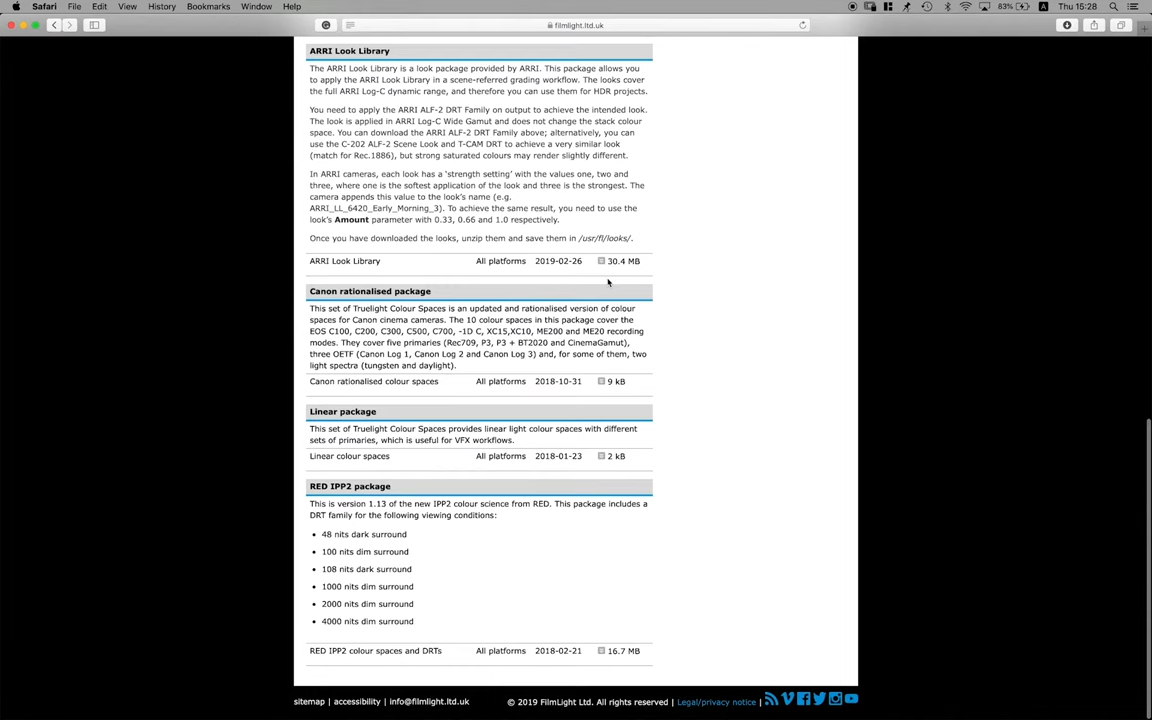 Safari File Edit View History Bookmarks Window Help 83% A Thu 15:28
filmlight.ltd.uk
ARRI Look Library
The ARRI Look Library is a look package provided by ARRI. This package allows you
to apply the ARRI Look Library in a scene-referred grading workflow. The looks cover
the full ARRI Log-C dynamic range, and therefore you can use them for HDR projects.
You need to apply the ARRI ALF-2 DRT Family on output to achieve the intended look.
The look is applied in ARRI Log-C Wide Gamut and does not change the stack colour
space. You can download the ARRI ALF-2 DRT Family above; alternatively, you can
use the C-202 ALF-2 Scene Look and T-CAM DRT to achieve a very similar look
(match for Rec.1886), but strong saturated colours may render slightly different.
In ARRI cameras, each look has a 'strength setting' with the values one, two and
three, where one is the softest application of the look and three is the strongest. The
camera appends this value to the look's name (e.g.
ARRI_LL_6420_Early_Morning_3). To achieve the same result, you need to use the
look's Amount parameter with 0.33, 0.66 and 1.0 respectively.
Once you have downloaded the looks, unzip them and save them in /usr/fl/looks/.
ARRI Look Library All platforms 2019-02-26 30.4 MB
Canon rationalised package
This set of Truelight Colour Spaces is an updated and rationalised version of colour
spaces for Canon cinema cameras. The 10 colour spaces in this package cover the
EOS C100, C200, C300, C500, C700, -1D C, XC15,XC10, ME200 and ME20 recording
modes. They cover five primaries (Rec709, P3, P3 + BT2020 and CinemaGamut),
three OETF (Canon Log 1, Canon Log 2 and Canon Log 3) and, for some of them, two
light spectra (tungsten and daylight).
Canon rationalised colour spaces All platforms 2018-10-31 9 kB
Linear package
This set of Truelight Colour Spaces provides linear light colour spaces with different
sets of primaries, which is useful for VFX workflows.
Linear colour spaces All platforms 2018-01-23 2 kB
RED IPP2 package
This is version 1.13 of the new IPP2 colour science from RED. This package includes a
DRT family for the following viewing conditions:
• 48 nits dark surround
• 100 nits dim surround
• 108 nits dark surround
• 1000 nits dim surround
• 2000 nits dim surround
• 4000 nits dim surround
RED IPP2 colour spaces and DRTs All platforms 2018-02-21 16.7 MB
sitemap | accessibility | info@filmlight.ltd.uk © 2019 FilmLight Ltd. All rights reserved | Legal/privacy notice |